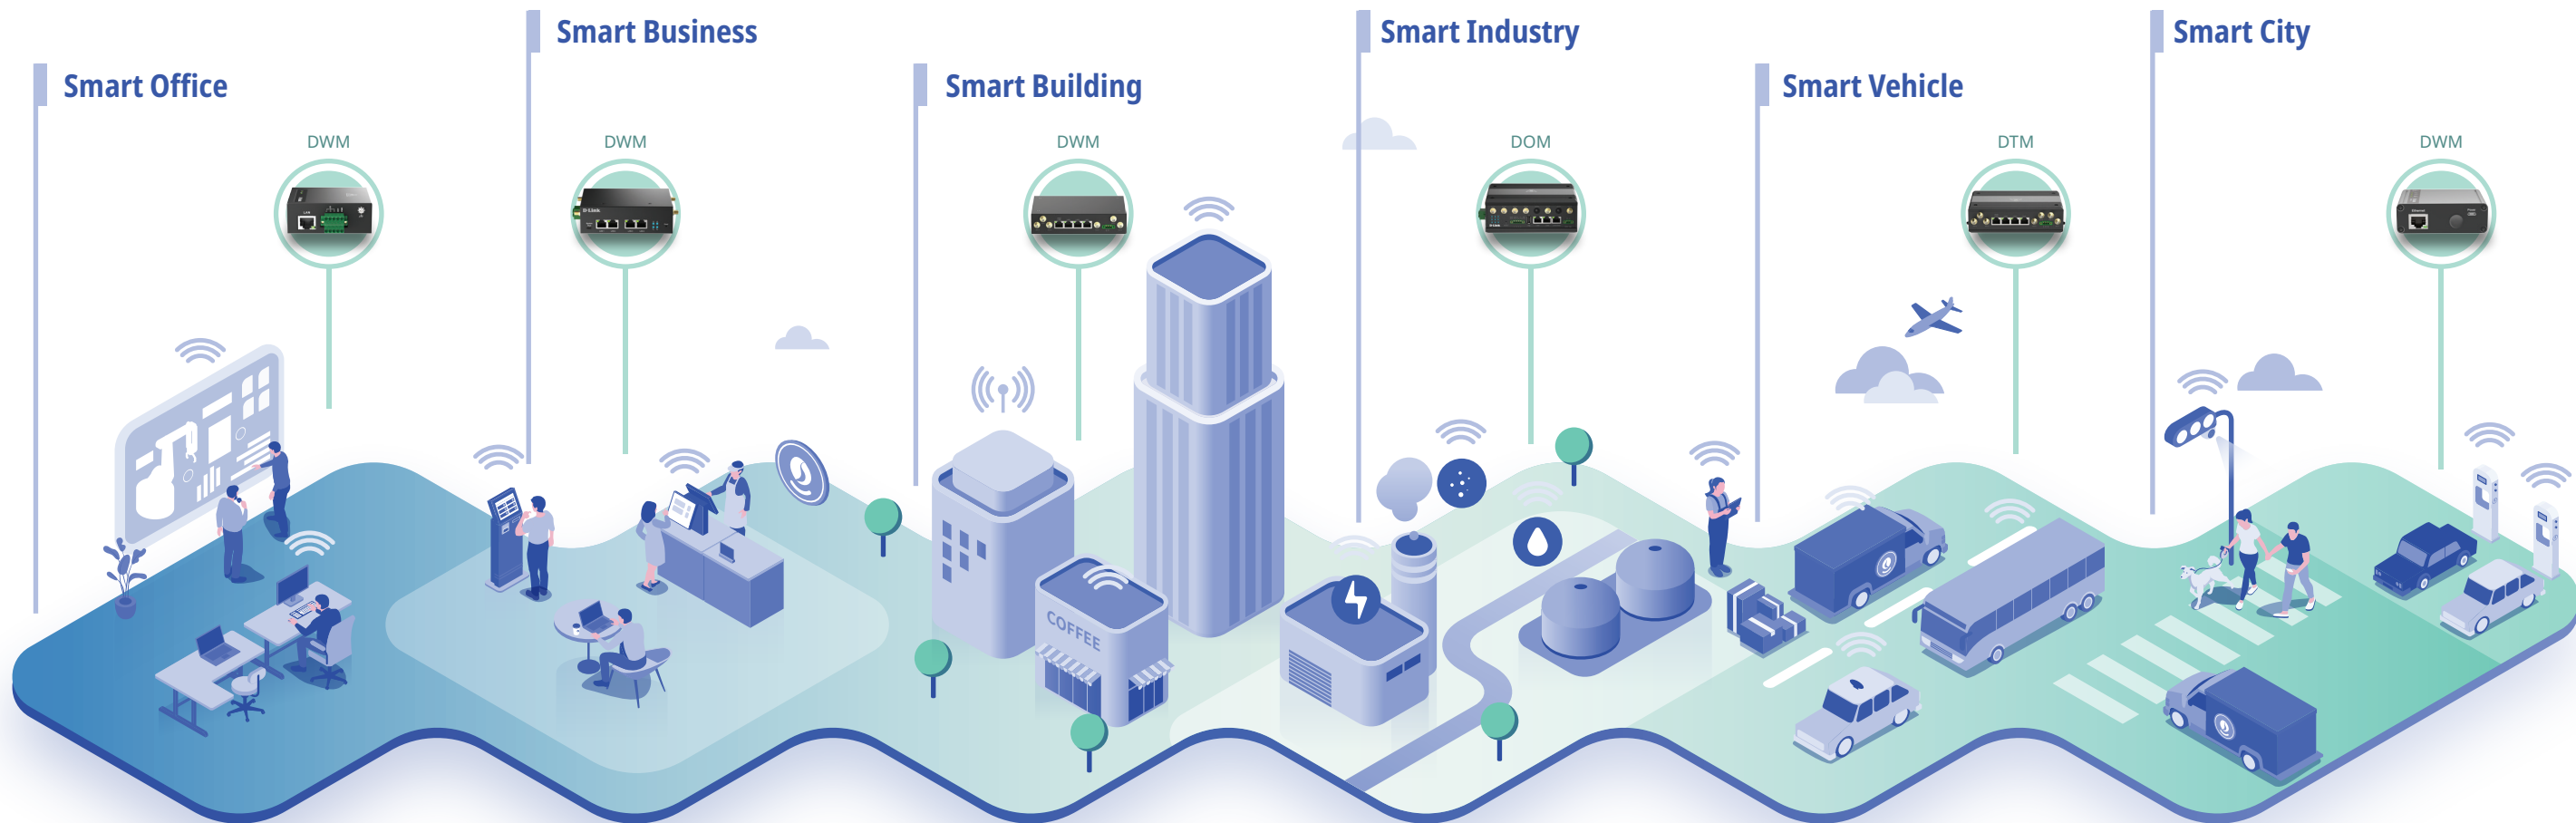 Smart Office
Smart Business
Smart Building
Smart Industry
Smart Vehicle
Smart City
DWM
DWM
DWM
DOM
DTM
DWM
D-Link
COFFEE